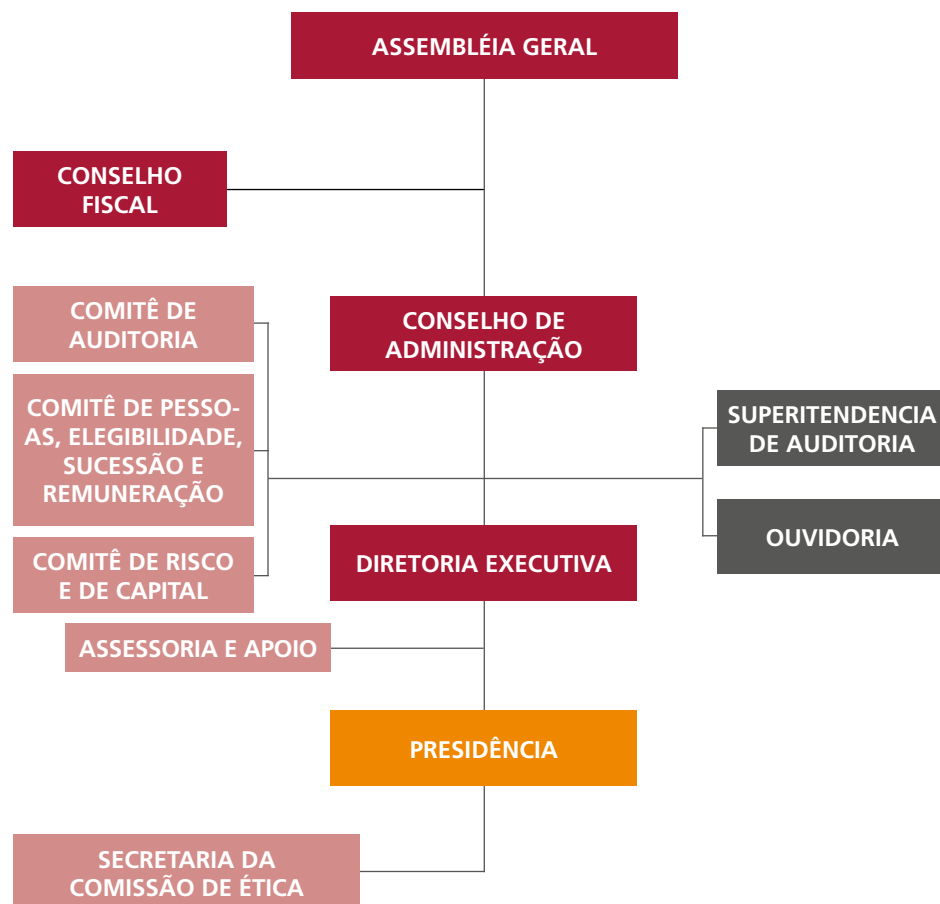 ASSEMBLÉIA GERAL
CONSELHO
FISCAL
COMITÊ DE
AUDITORIA
CONSELHO DE
ADMINISTRAÇÃO
COMITÊ DE PESSO-
AS, ELEGIBILIDADE,
SUCESSÃO E
REMUNERAÇÃO
SUPERITENDENCIA
DE AUDITORIA
OUVIDORIA
COMITÊ DE RISCO
E DE CAPITAL
DIRETORIA EXECUTIVA
ASSESSORIA E APOIO
PRESIDÊNCIA
SECRETARIA DA
COMISSÃO DE ÉTICA